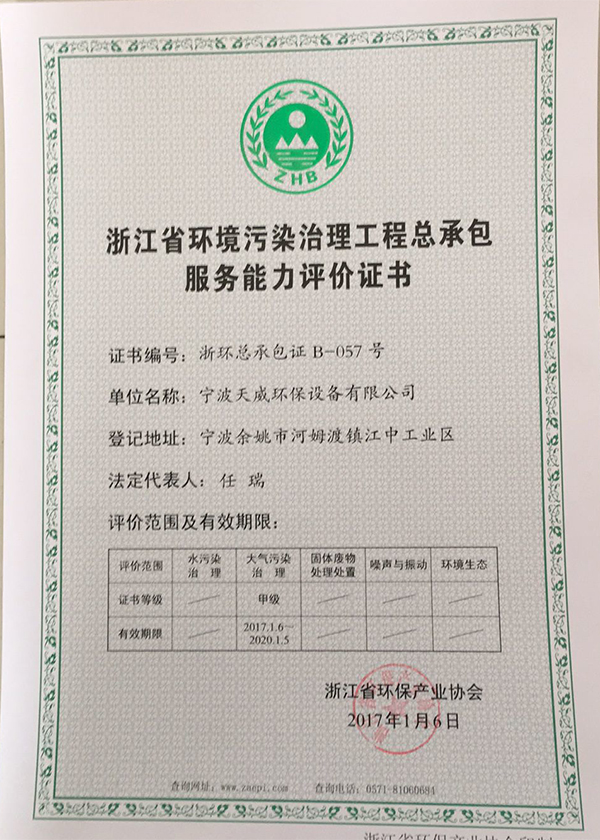 ZHB
浙江省环境污染治理工程总承包
服务能力评价证书
证书编号：浙环总承包证 B-057 号
单位名称：宁波天威环保设备有限公司
登记地址：宁波余姚市河姆渡镇江中工业区
法定代表人：任 瑞
评价范围及有效期限：
评价范围 水污染治 理 大气污染治 理 固体废物处理处置 噪声与振动 环境生态
证书等级 甲级
有效期限 2017.1.6～2020.1.5
浙江省环保产业协会
2017年1月6日
查询网址：www.zaepi.com 查询电话：0571-81060684